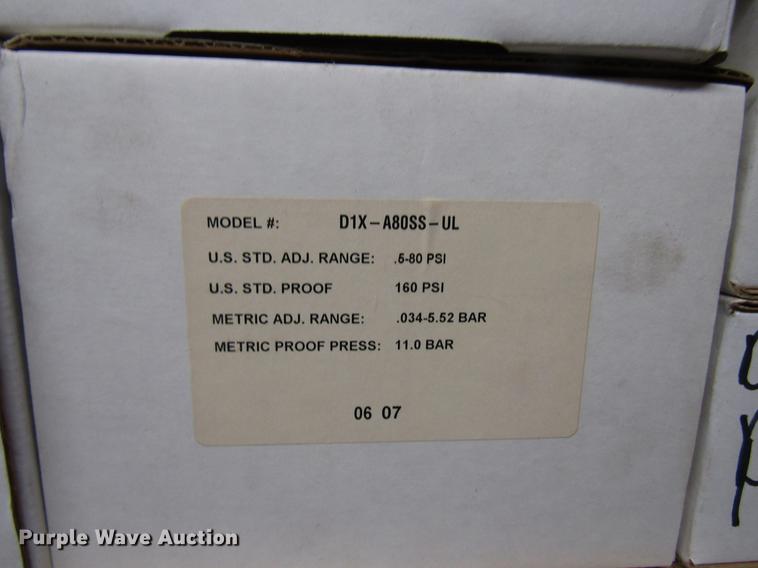 MODEL #: D1X-A80SS-UL
U.S. STD. ADJ. RANGE: .5-80 PSI
U.S. STD. PROOF 160 PSI
METRIC ADJ. RANGE: .034-5.52 BAR
METRIC PROOF PRESS: 11.0 BAR
06 07
Purple Wave Auction